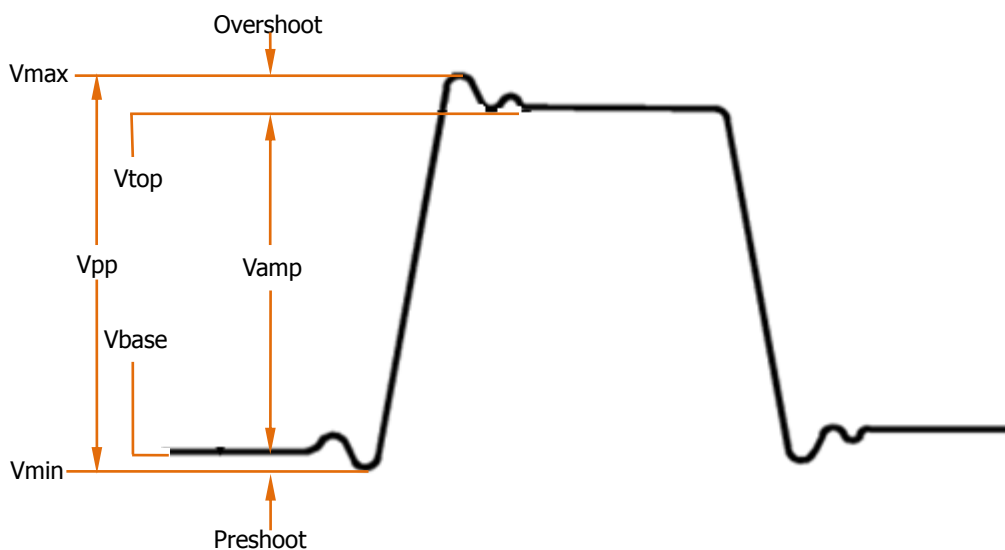 Overshoot
Vmax
Vtop
Vpp
Vamp
Vbase
Vmin
Preshoot